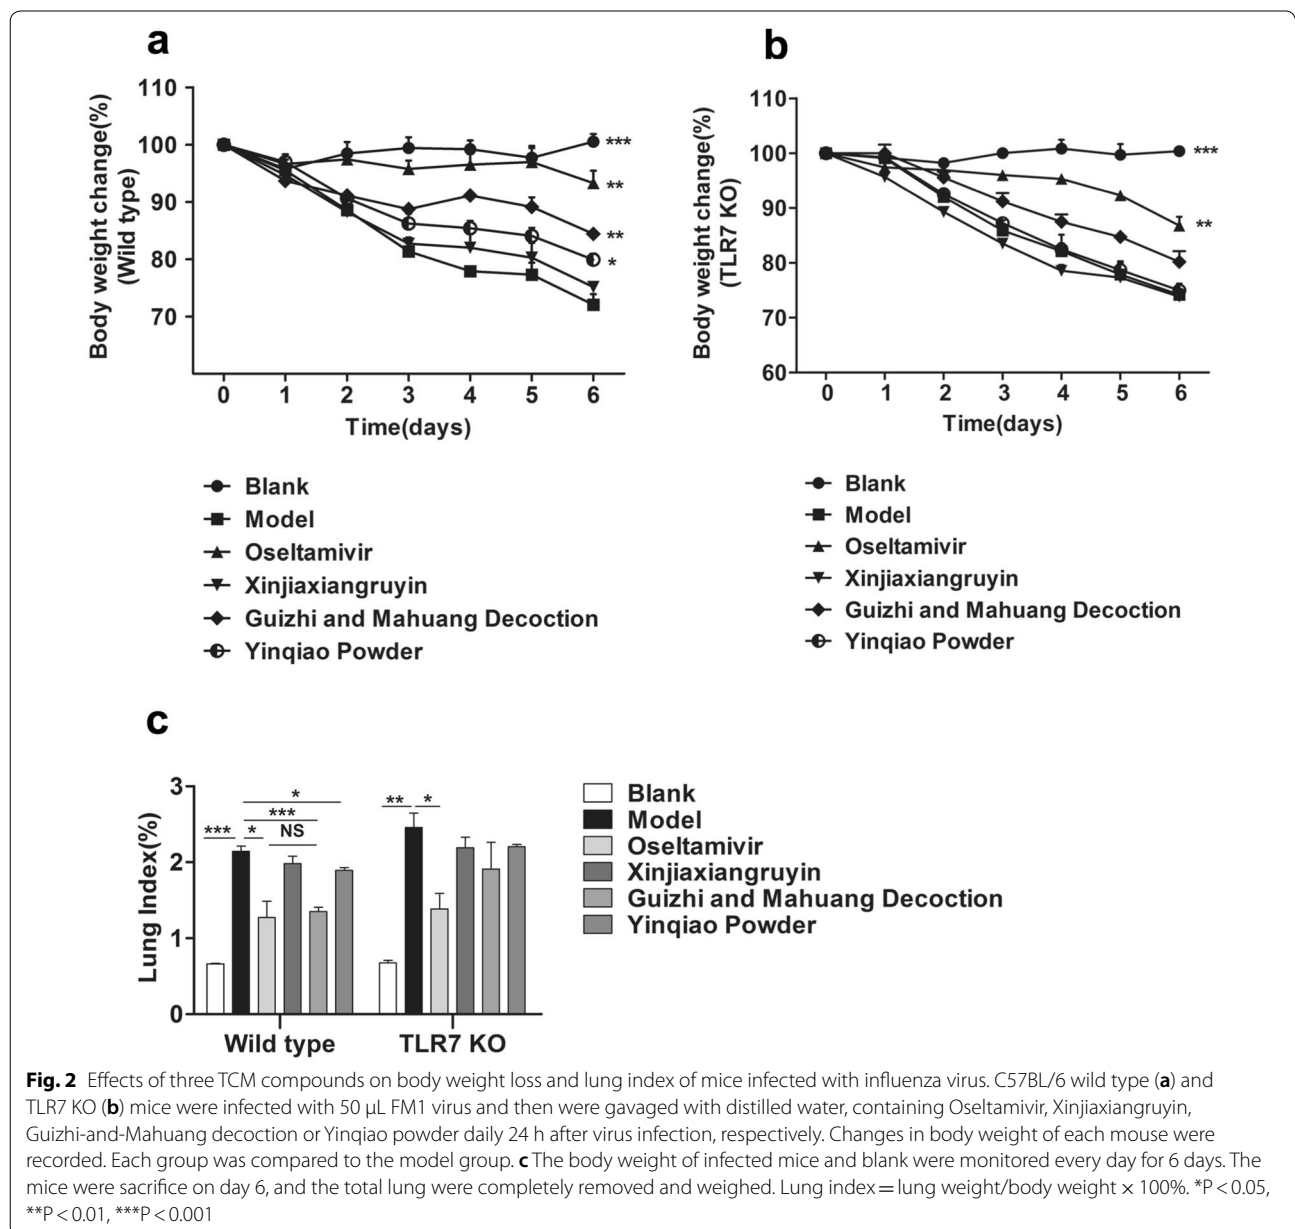 a
110
100
90
80
70
Body weight change(%)
(Wild type)
***
**
**
*
0 1 2 3 4 5 6
Time(days)
Blank
Model
Oseltamivir
Xinjiaxiangruyin
Guizhi and Mahuang Decoction
Yinqiao Powder
b
110
100
90
80
70
60
Body weight change(%)
(TLR7 KO)
***
**
0 1 2 3 4 5 6
Time(days)
Blank
Model
Oseltamivir
Xinjiaxiangruyin
Guizhi and Mahuang Decoction
Yinqiao Powder
c
3
2
1
0
Lung Index(%)
*
***
*** * NS
** *
Wild type TLR7 KO
Blank
Model
Oseltamivir
Xinjiaxiangruyin
Guizhi and Mahuang Decoction
Yinqiao Powder
Fig. 2 Effects of three TCM compounds on body weight loss and lung index of mice infected with influenza virus. C57BL/6 wild type (a) and
TLR7 KO (b) mice were infected with 50 µL FM1 virus and then were gavaged with distilled water, containing Oseltamivir, Xinjiaxiangruyin,
Guizhi-and-Mahuang decoction or Yinqiao powder daily 24 h after virus infection, respectively. Changes in body weight of each mouse were
recorded. Each group was compared to the model group. c The body weight of infected mice and blank were monitored every day for 6 days. The
mice were sacrifice on day 6, and the total lung were completely removed and weighed. Lung index = lung weight/body weight × 100%. *P < 0.05,
**P < 0.01, ***P < 0.001